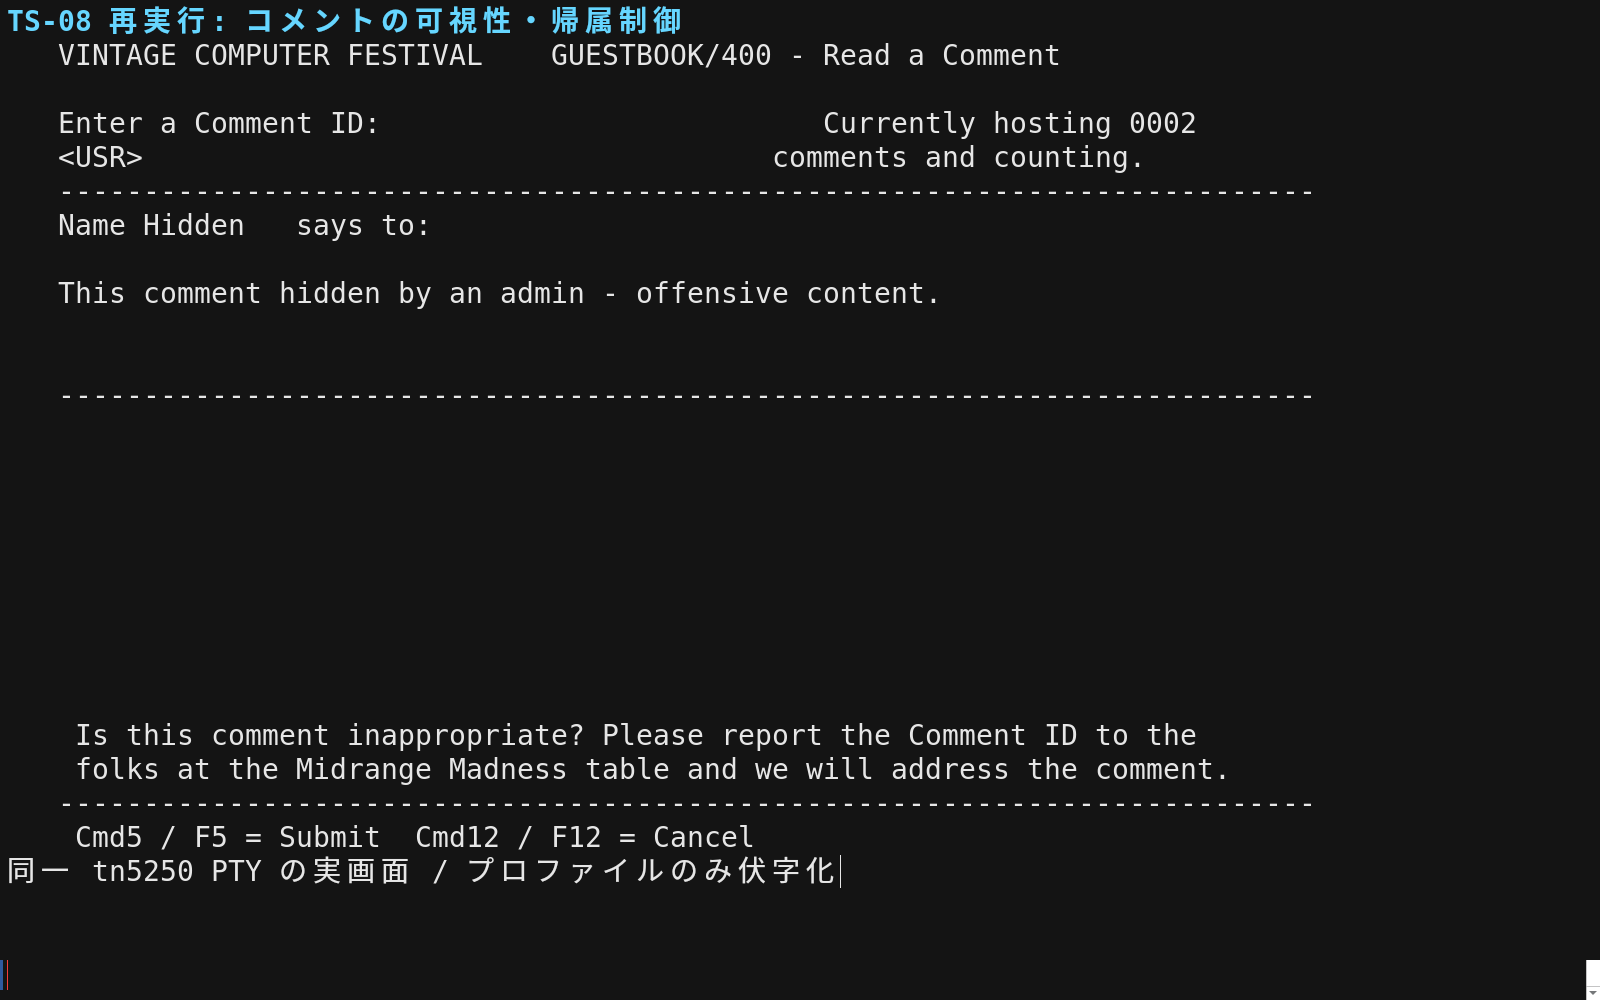 TS-08 再実行: コメントの可視性・帰属制御
VINTAGE COMPUTER FESTIVAL    GUESTBOOK/400 - Read a Comment
Enter a Comment ID:                          Currently hosting 0002
<USR>                                     comments and counting.
--------------------------------------------------------------------------
Name Hidden   says to:
This comment hidden by an admin - offensive content.
--------------------------------------------------------------------------
Is this comment inappropriate? Please report the Comment ID to the
folks at the Midrange Madness table and we will address the comment.
--------------------------------------------------------------------------
Cmd5 / F5 = Submit  Cmd12 / F12 = Cancel
同一 tn5250 PTY の実画面 / プロファイルのみ伏字化